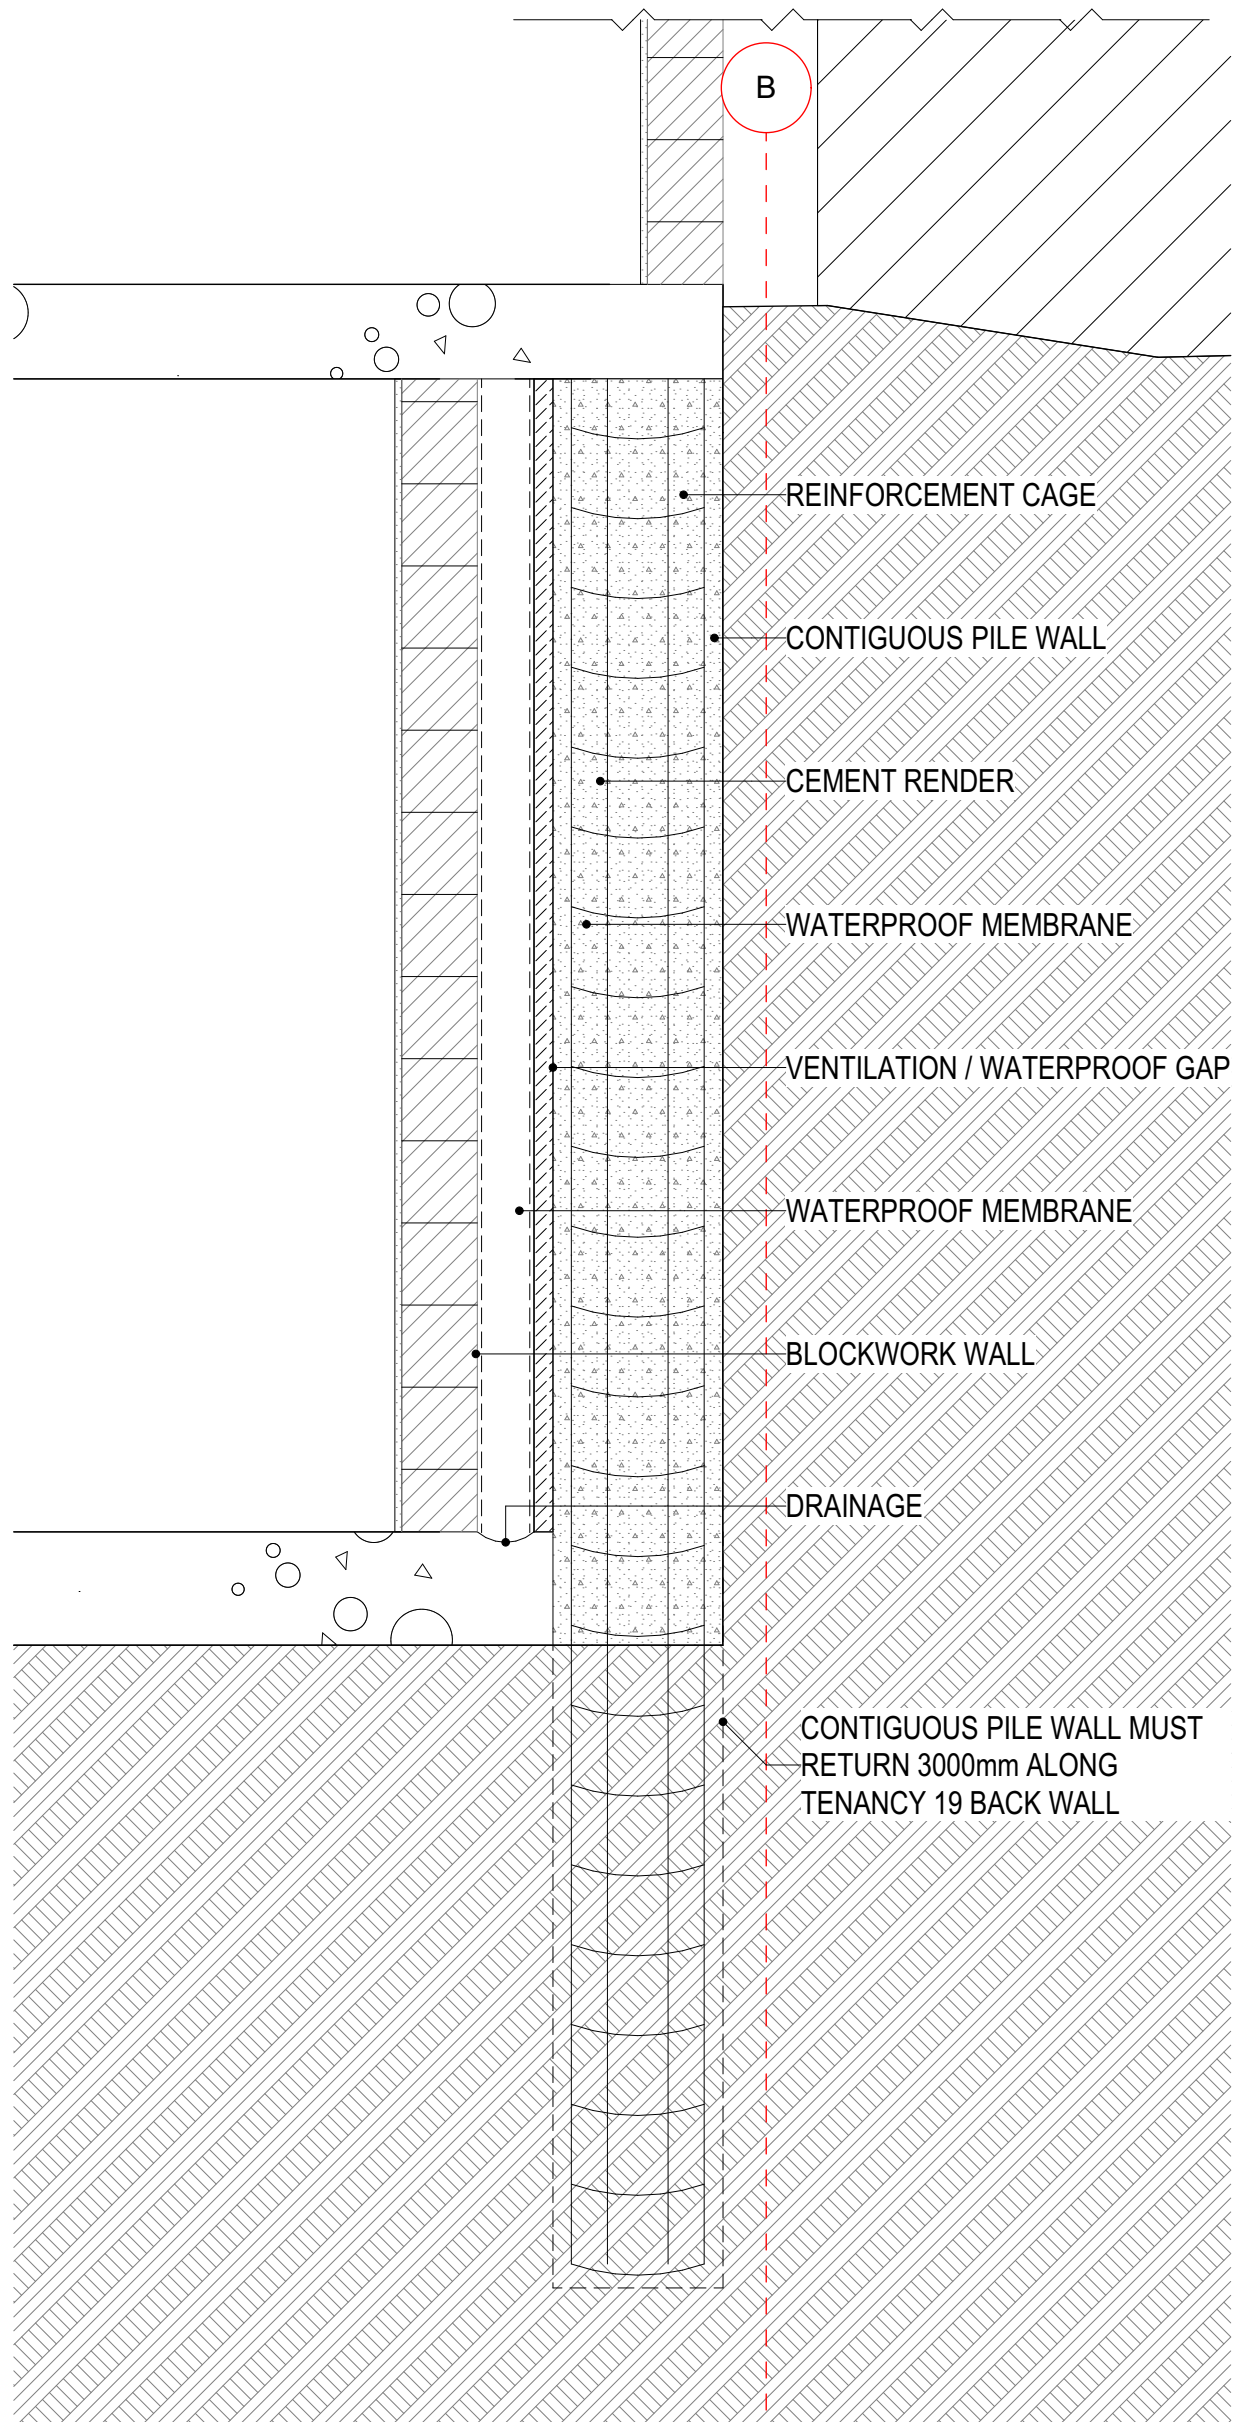 B
REINFORCEMENT CAGE
CONTIGUOUS PILE WALL
CEMENT RENDER
WATERPROOF MEMBRANE
VENTILATION / WATERPROOF GAP
WATERPROOF MEMBRANE
BLOCKWORK WALL
DRAINAGE
CONTIGUOUS PILE WALL MUST
RETURN 3000mm ALONG
TENANCY 19 BACK WALL